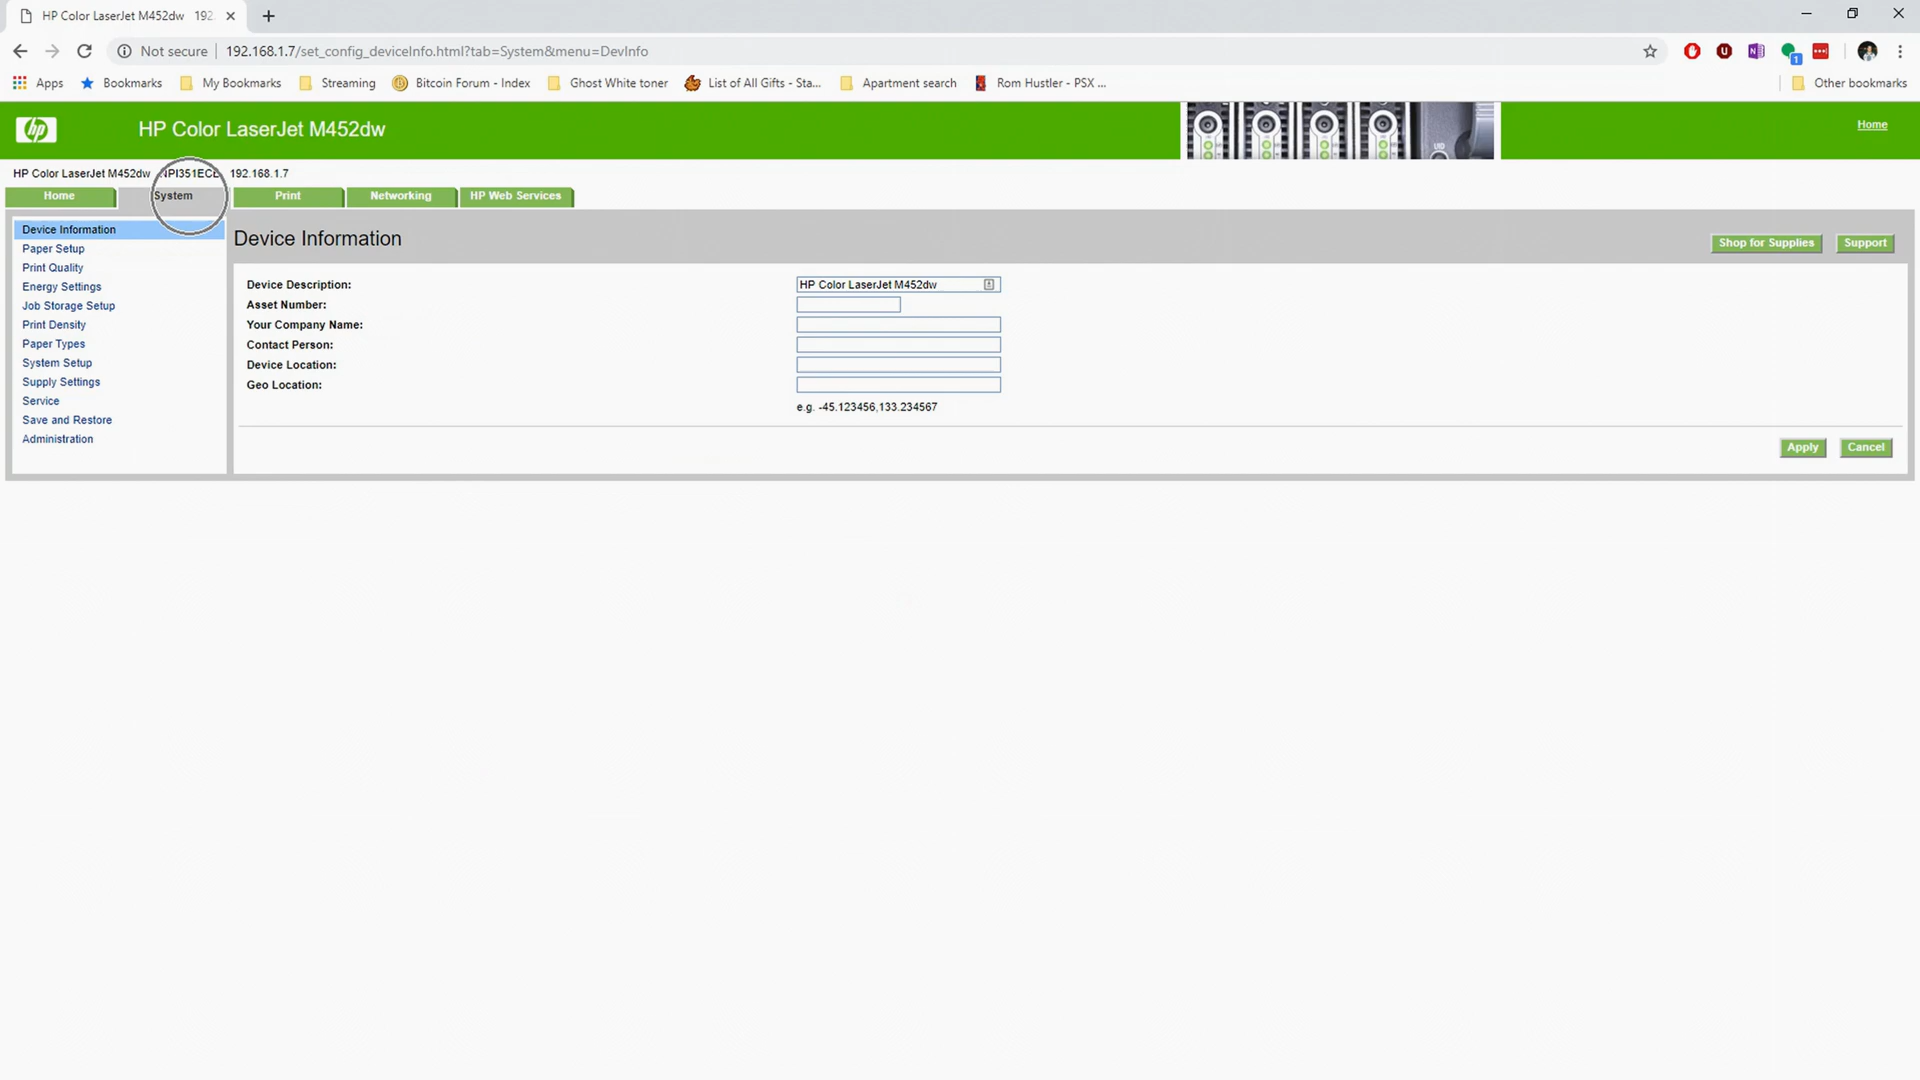 HP Color LaserJet M452dw 192.
Not secure 192.168.1.7/set_config_deviceInfo.html?tab=System&menu=DevInfo
Apps Bookmarks My Bookmarks Streaming Bitcoin Forum - Index Ghost White toner List of All Gifts - Sta... Apartment search Rom Hustler - PSX ... Other bookmarks
hp HP Color LaserJet M452dw UID Home
HP Color LaserJet M452dw 192.168.1.7
Home System Print Networking HP Web Services
Device Information
Paper Setup
Print Quality
Energy Settings
Job Storage Setup
Print Density
Paper Types
System Setup
Supply Settings
Service
Save and Restore
Administration
Device Information
Shop for Supplies Support
Device Description: HP Color LaserJet M452dw
Asset Number:
Your Company Name:
Contact Person:
Device Location:
Geo Location:
e.g. -45.123456,133.234567
Apply Cancel